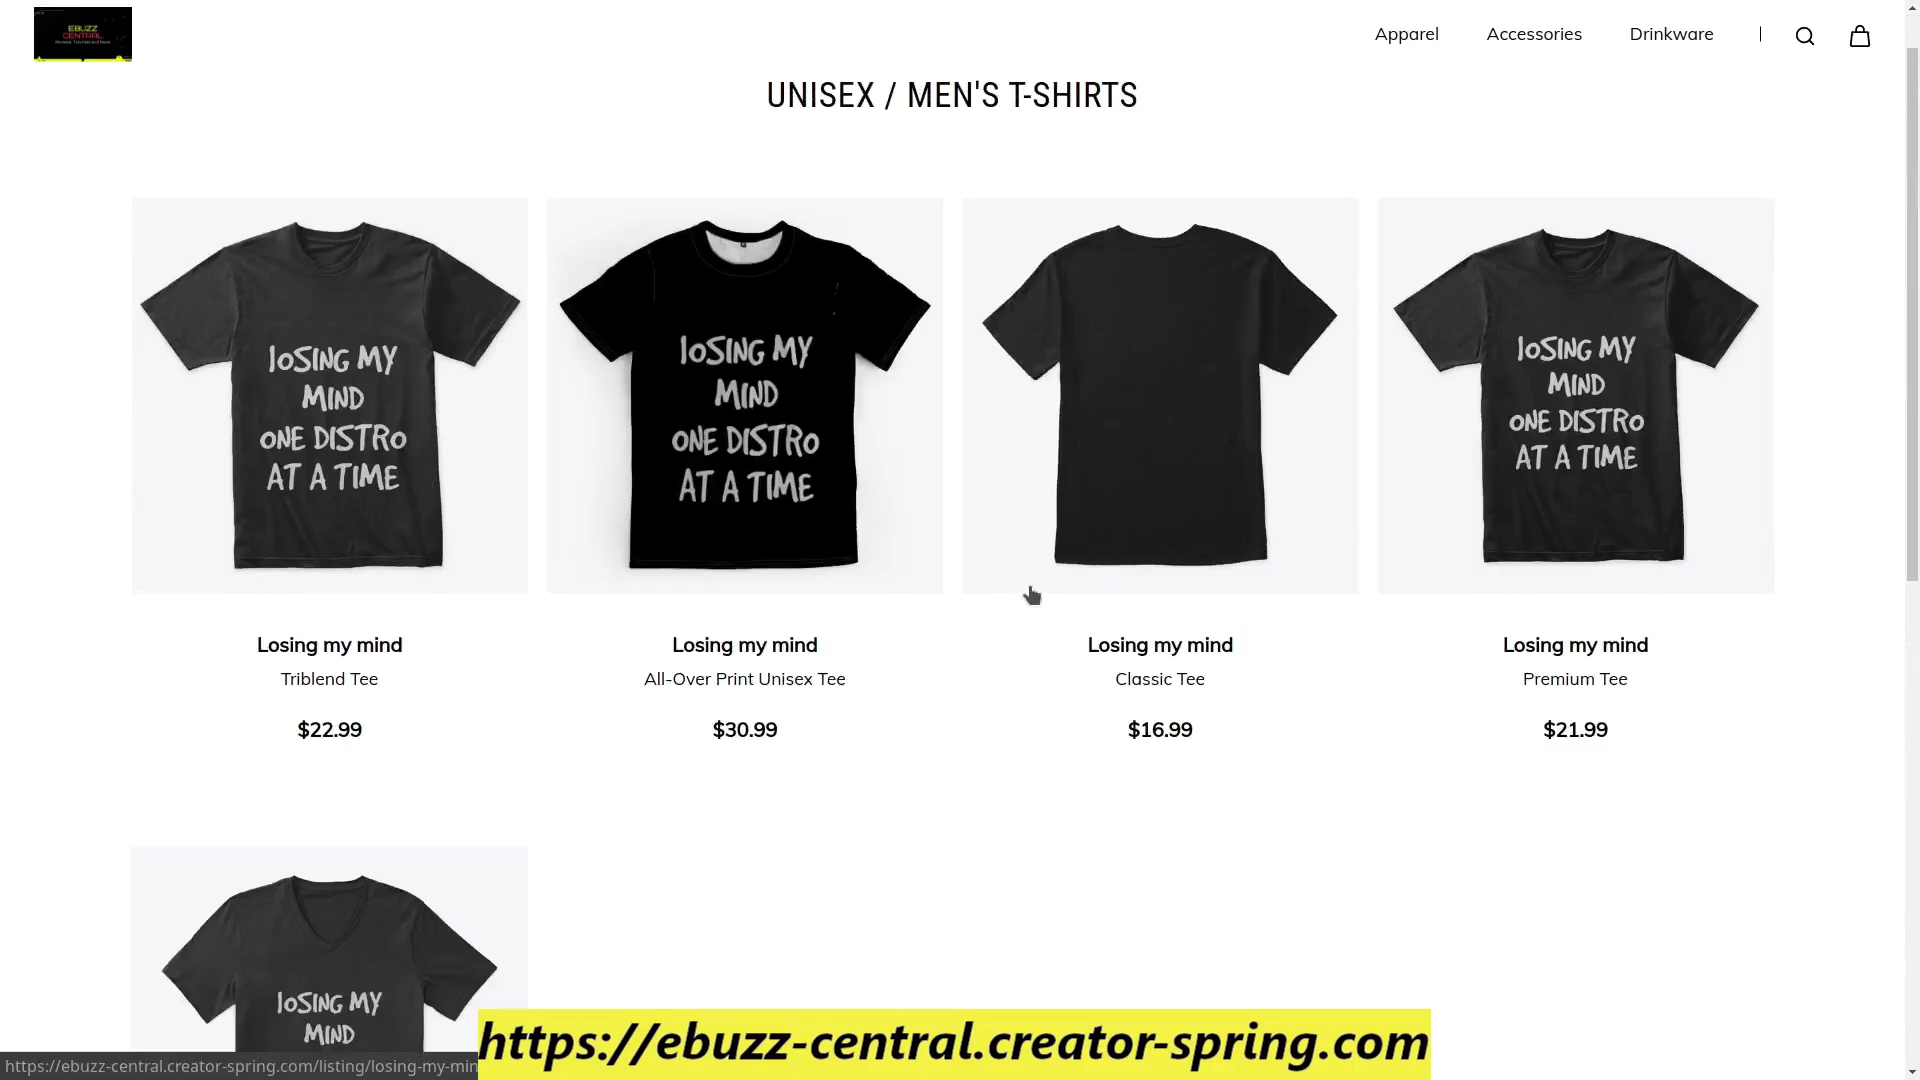 EBUZZ
CENTRAL
Apparel
Accessories
Drinkware
UNISEX / MEN'S T-SHIRTS
lOSING MY
MIND
ONE DISTRO
AT A TIME
lOSING MY
MIND
ONE DISTRO
AT A TIME
lOSING MY
MIND
ONE DISTRO
AT A TIME
Losing my mind
Triblend Tee
$22.99
Losing my mind
All-Over Print Unisex Tee
$30.99
Losing my mind
Classic Tee
$16.99
Losing my mind
Premium Tee
$21.99
lOSING MY
MIND
https://ebuzz-central.creator-spring.com/listing/losing-my-min
https://ebuzz-central.creator-spring.com